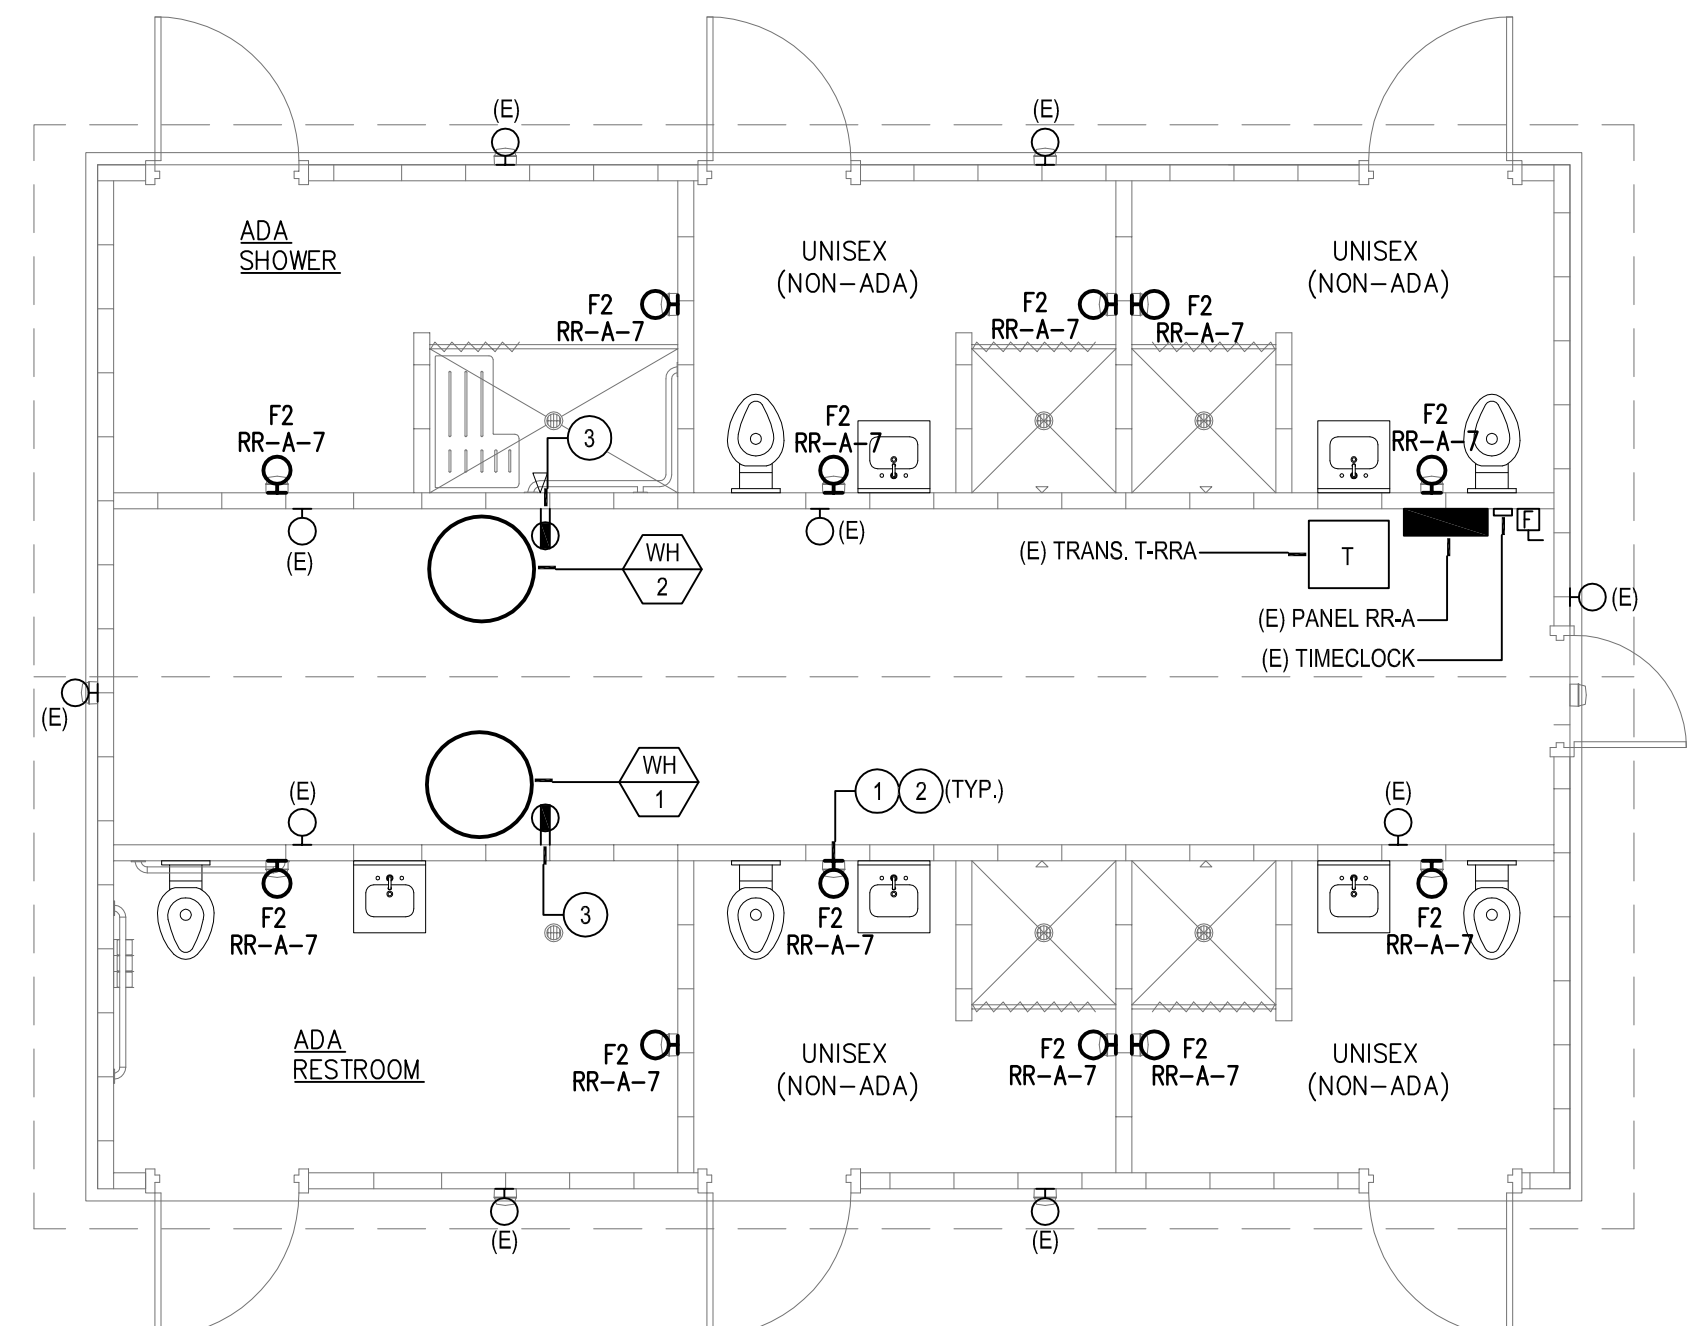 (E)
(E)
ADA
SHOWER
UNISEX
(NON-ADA)
UNISEX
(NON-ADA)
F2
RR-A-7
F2
RR-A-7
F2
RR-A-7
F2
RR-A-7
3
F2
RR-A-7
F2
RR-A-7
(E)
WH
2
(E)
(E) TRANS. T-RRA
T
F
(E)
(E) PANEL RR-A
(E) TIMECLOCK
(E)
WH
1
(E)
1
2
(TYP.)
(E)
3
F2
RR-A-7
F2
RR-A-7
F2
RR-A-7
ADA
RESTROOM
F2
RR-A-7
UNISEX
(NON-ADA)
F2
RR-A-7
F2
RR-A-7
UNISEX
(NON-ADA)
(E)
(E)